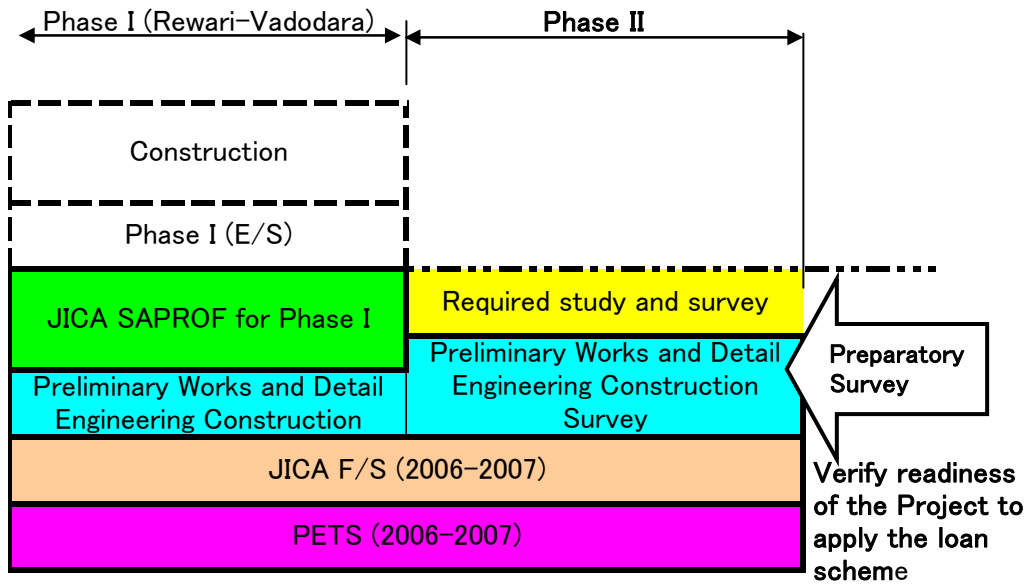 Phase I (Rewari-Vadodara)
Phase II
Construction
Phase I (E/S)
JICA SAPROF for Phase I
Required study and survey
Preliminary Works and Detail
Engineering Construction
Preliminary Works and Detail
Engineering Construction
Survey
Preparatory
Survey
JICA F/S (2006-2007)
PETS (2006-2007)
Verify readiness
of the Project to
apply the loan
scheme